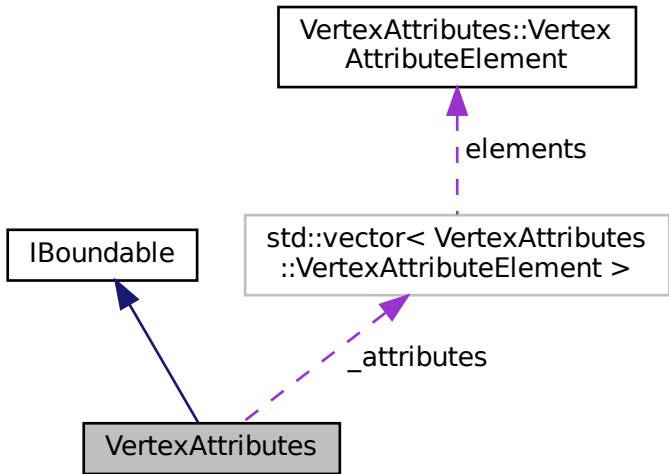 VertexAttributes::Vertex
AttributeElement
elements
std::vector< VertexAttributes
::VertexAttributeElement >
IBoundable
_attributes
VertexAttributes